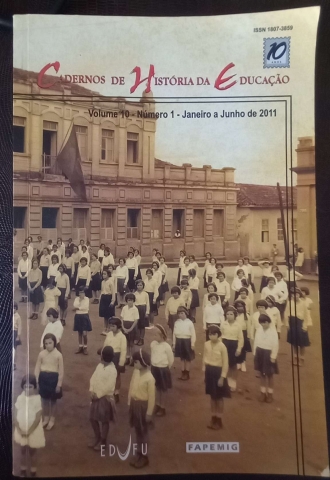 ISSN 1807-3859
10
CADERNOS DE HISTÓRIA DA EDUCAÇÃO
Volume 10 - Número 1 - Janeiro a Junho de 2011
EDUFU
FAPEMIG